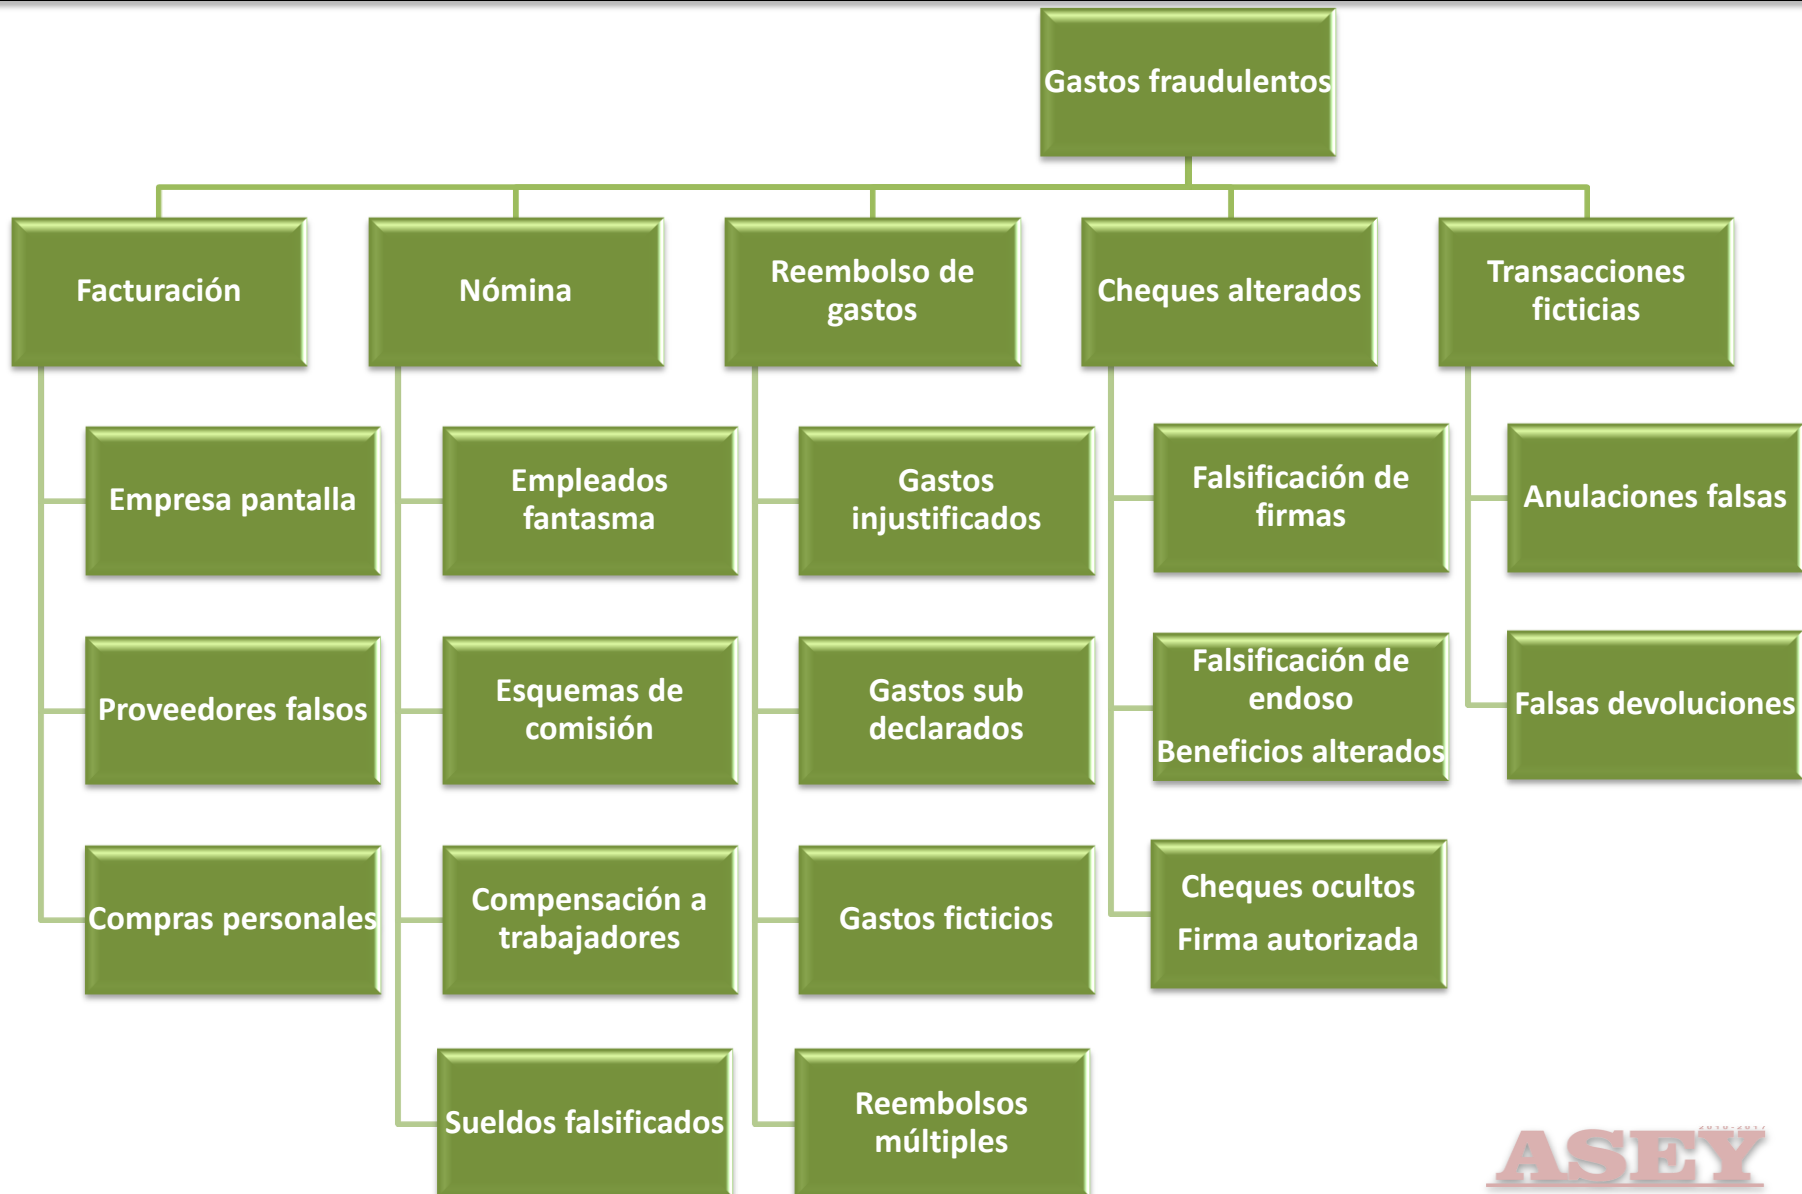 Gastos fraudulentos
Facturación
Nómina
Reembolso de
gastos
Cheques alterados
Transacciones
ficticias
Empresa pantalla
Proveedores falsos
Compras personales
Empleados
fantasma
Esquemas de
comisión
Compensación a
trabajadores
Sueldos falsificados
Gastos
injustificados
Gastos sub
declarados
Gastos ficticios
Reembolsos
múltiples
Falsificación de
firmas
Falsificación de
endoso
Beneficios alterados
Cheques ocultos
Firma autorizada
Anulaciones falsas
Falsas devoluciones
ASEY